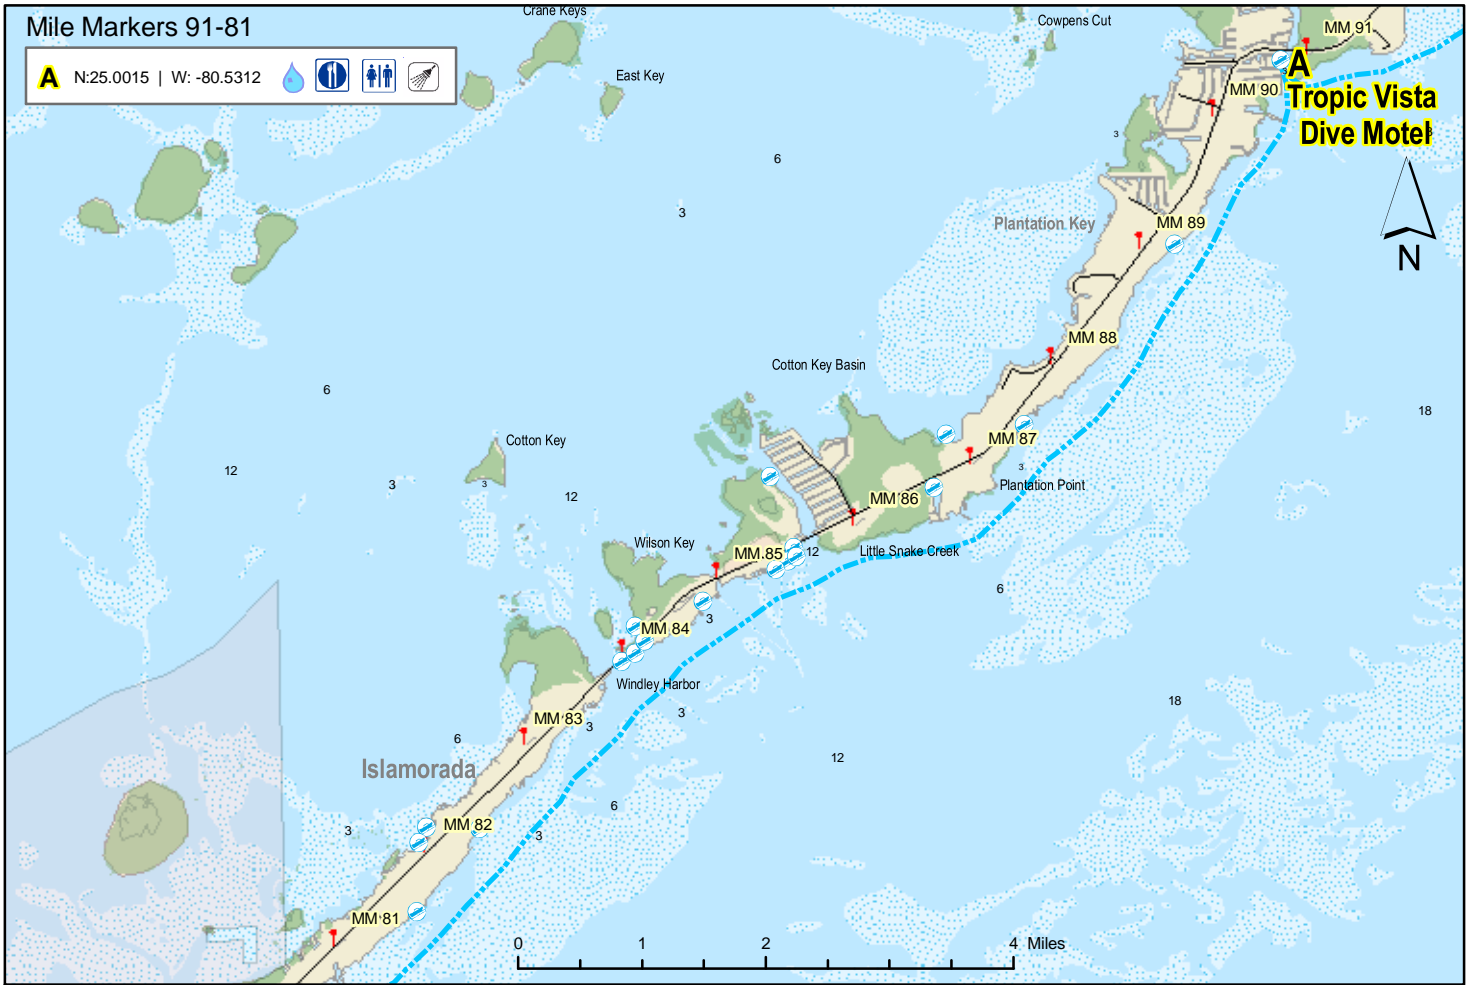 Mile Markers 91-81
A N:25.0015 | W: -80.5312
Crane Keys
Cowpens Cut
MM 91
East Key
A
MM 90
Tropic Vista
Dive Motel
3
3
6
3
Plantation Key
MM 89
N
MM 88
Cotton Key Basin
6
18
Cotton Key
MM 87
12
3
3
12
3
Plantation Point
MM 86
Wilson Key
MM 85
12
Little Snake Creek
6
3
MM 84
Windley Harbor
18
3
MM 83
3
6
12
Islamorada
6
3
MM 82
3
MM 81
0 1 2 4 Miles